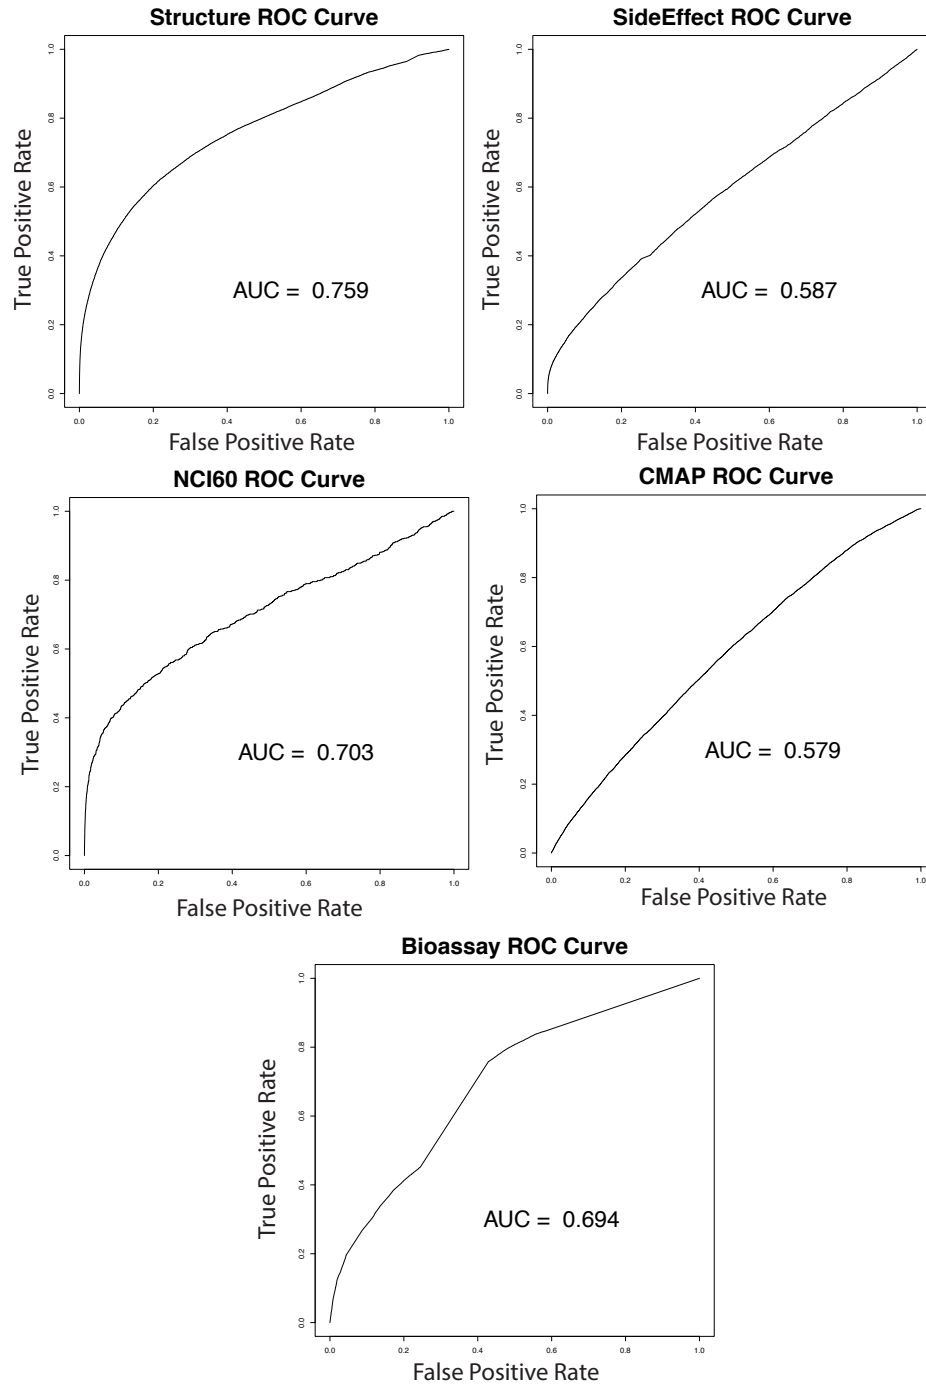 Structure ROC Curve
True Positive Rate
1.0
0.8
0.6
0.4
0.2
0.0
AUC = 0.759
0.0 0.2 0.4 0.6 0.8 1.0
False Positive Rate
SideEffect ROC Curve
True Positive Rate
1.0
0.8
0.6
0.4
0.2
0.0
AUC = 0.587
0.0 0.2 0.4 0.6 0.8 1.0
False Positive Rate
NCI60 ROC Curve
True Positive Rate
1.0
0.8
0.6
0.4
0.2
0.0
AUC = 0.703
0.0 0.2 0.4 0.6 0.8 1.0
False Positive Rate
CMAP ROC Curve
True Positive Rate
1.0
0.8
0.6
0.4
0.2
0.0
AUC = 0.579
0.0 0.2 0.4 0.6 0.8 1.0
False Positive Rate
Bioassay ROC Curve
True Positive Rate
1.0
0.8
0.6
0.4
0.2
0.0
AUC = 0.694
0.0 0.2 0.4 0.6 0.8 1.0
False Positive Rate